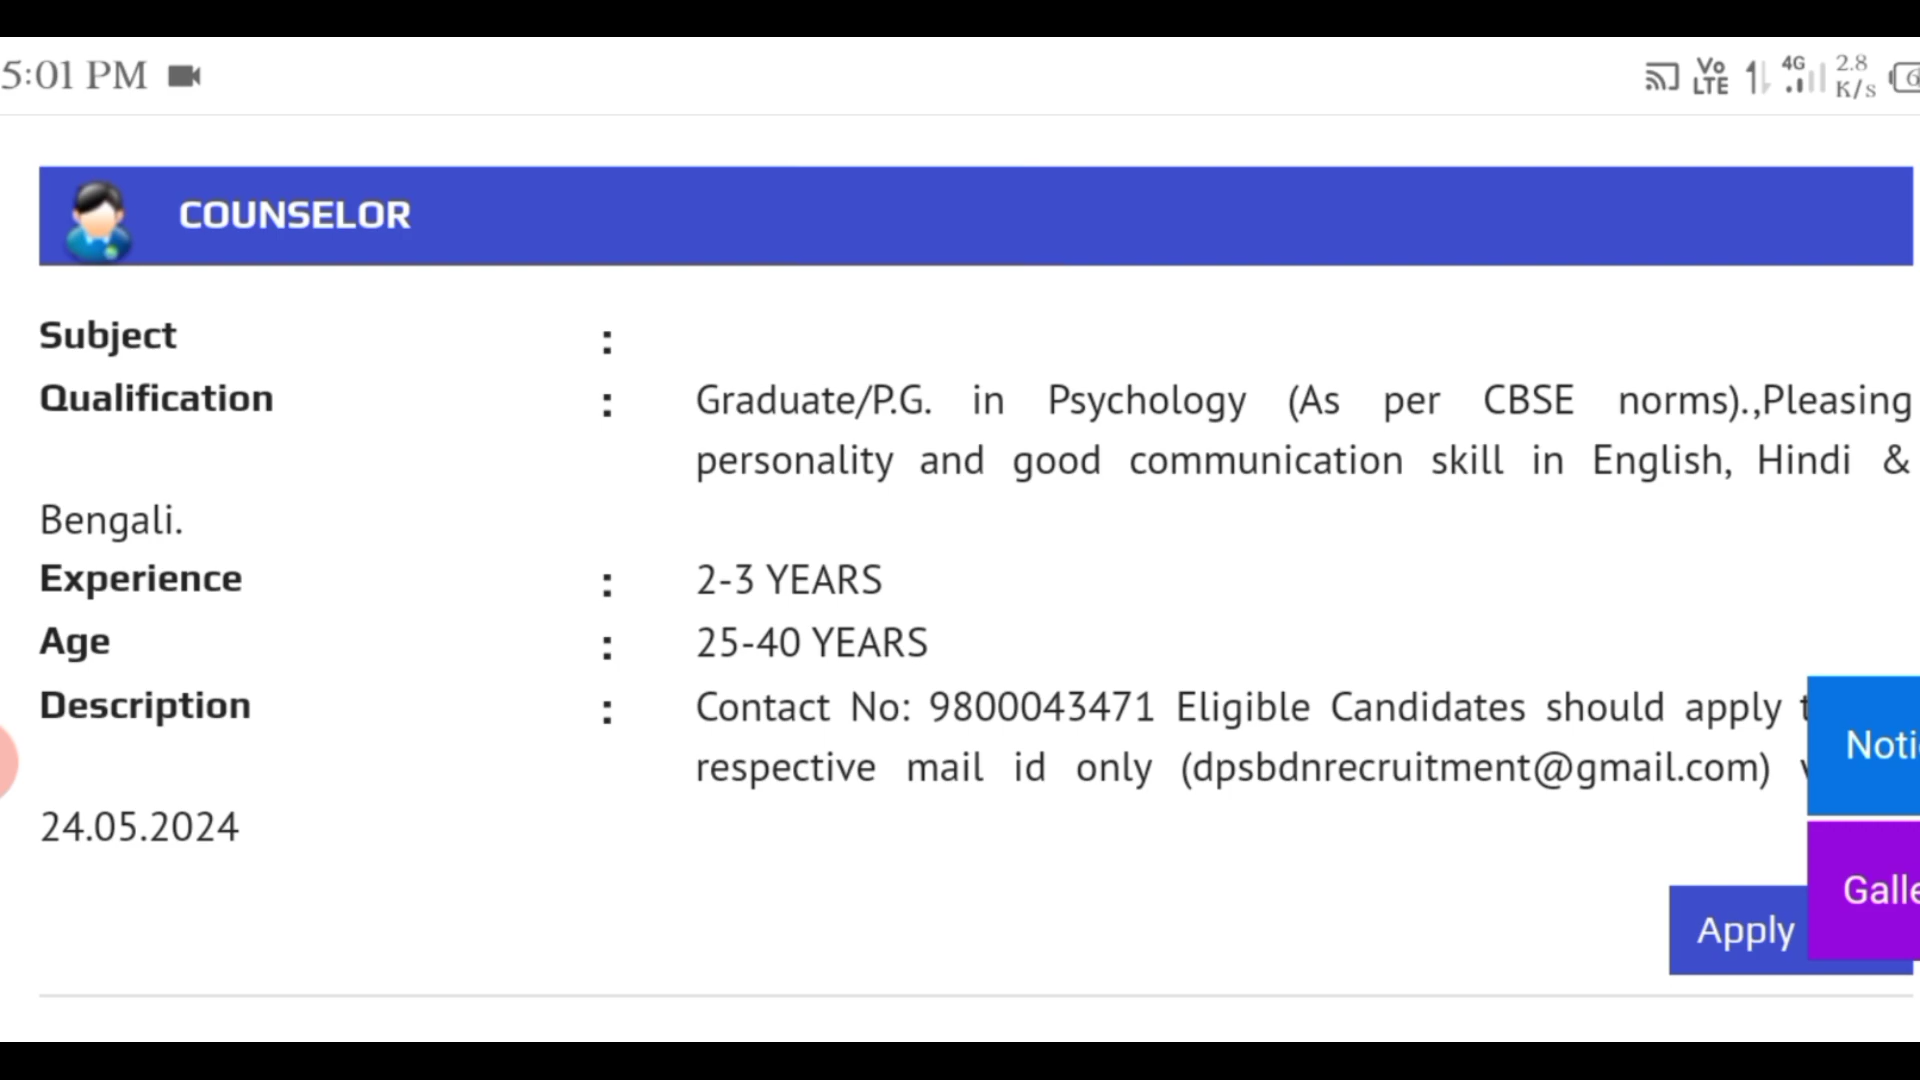 5:01 PM
Vo LTE 4G 2.8 K/s
COUNSELOR
Subject :
Qualification : Graduate/P.G. in Psychology (As per CBSE norms).,Pleasing
personality and good communication skill in English, Hindi &
Bengali.
Experience : 2-3 YEARS
Age : 25-40 YEARS
Description : Contact No: 9800043471 Eligible Candidates should apply
respective mail id only (dpsbdnrecruitment@gmail.com)
24.05.2024
Noti
Galle
Apply